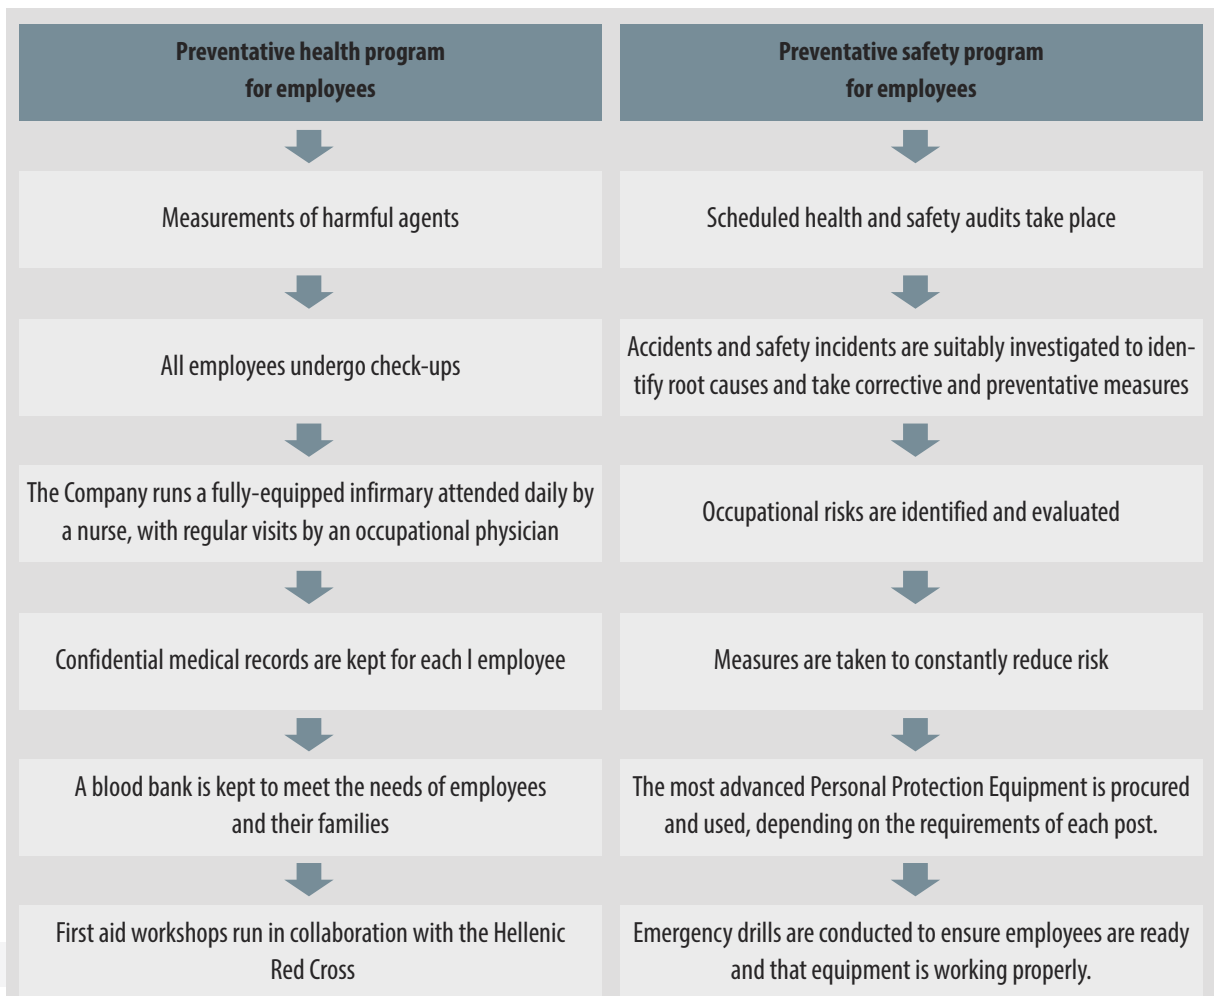 Preventative health program
for employees
Measurements of harmful agents
All employees undergo check-ups
The Company runs a fully-equipped infirmary attended daily by
a nurse, with regular visits by an occupational physician
Confidential medical records are kept for each l employee
A blood bank is kept to meet the needs of employees
and their families
First aid workshops run in collaboration with the Hellenic
Red Cross
Preventative safety program
for employees
Scheduled health and safety audits take place
Accidents and safety incidents are suitably investigated to iden-
tify root causes and take corrective and preventative measures
Occupational risks are identified and evaluated
Measures are taken to constantly reduce risk
The most advanced Personal Protection Equipment is procured
and used, depending on the requirements of each post.
Emergency drills are conducted to ensure employees are ready
and that equipment is working properly.